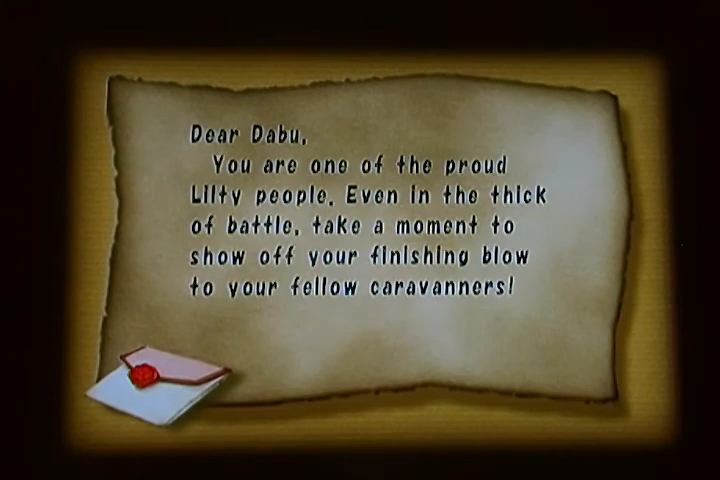 Dear Dabu,
You are one of the proud
Lilty people. Even in the thick
of battle, take a moment to
show off your finishing blow
to your fellow caravanners!